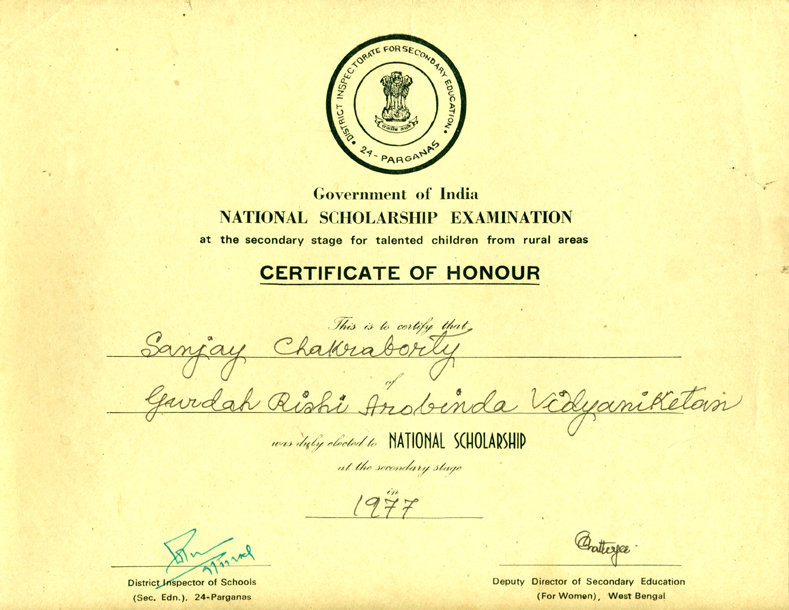 DISTRICT INSPECTORATE FOR SECONDARY EDUCATION
24-PARGANAS
Government of India
NATIONAL SCHOLARSHIP EXAMINATION
at the secondary stage for talented children from rural areas
CERTIFICATE OF HONOUR
This is to certify that
Sanjay Chakraborty
of
Gurdah Rishi Arobinda Vidyaniketan
was duly elected to NATIONAL SCHOLARSHIP
at the secondary stage
in
1977
Chatterjee
District Inspector of Schools
(Sec. Edn.), 24-Parganas
Deputy Director of Secondary Education
(For Women), West Bengal